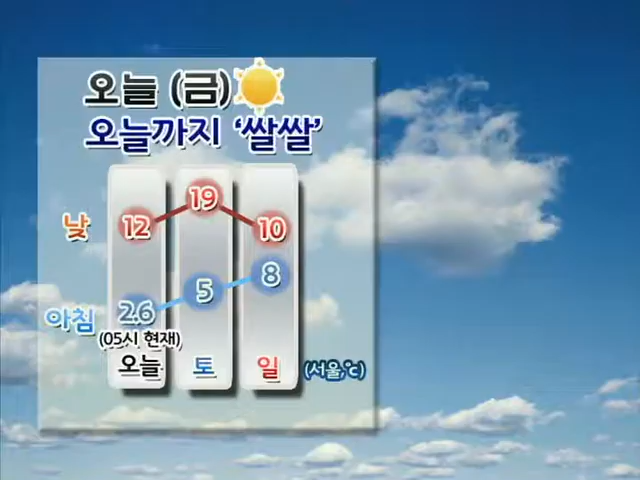 오늘 (금)
오늘까지 '쌀쌀'
낮 12 19 10
아침 2.6 5 8
(05시 현재)
오늘 토 일 (서울,℃)